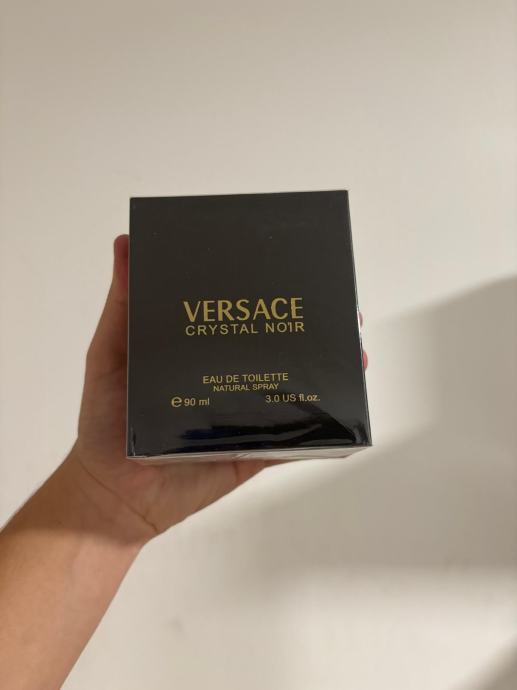 VERSACE
CRYSTAL NOIR
EAU DE TOILETTE
NATURAL SPRAY
℮ 90 ml 3.0 US fl.oz.